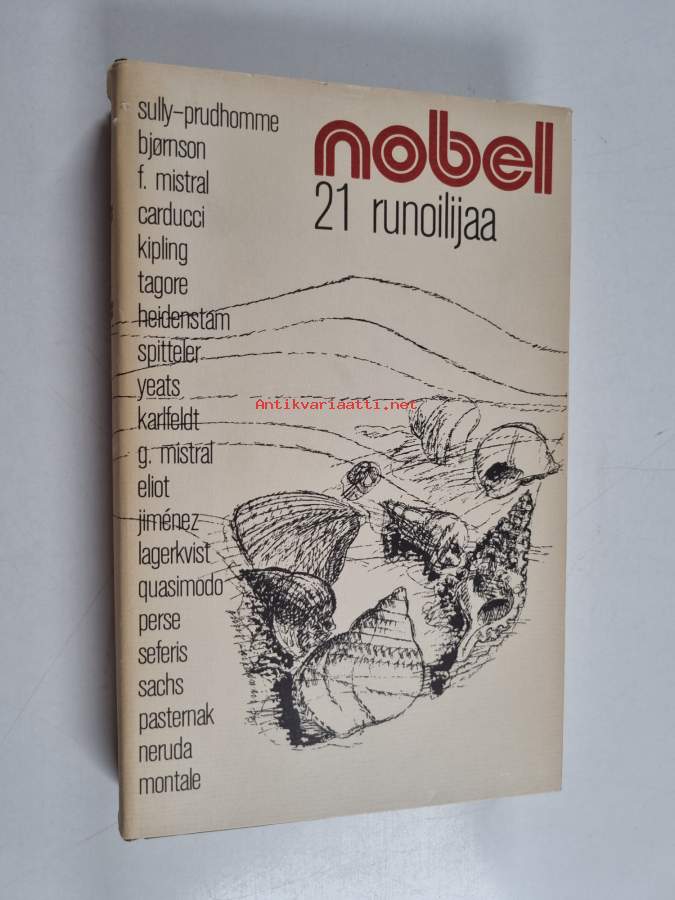 sully–prudhomme
bjørnson
f. mistral
carducci
kipling
tagore
heidenstam
spitteler
yeats
karlfeldt
g. mistral
eliot
jiménez
lagerkvist
quasimodo
perse
seferis
sachs
pasternak
neruda
montale
nobel
21 runoilijaa
Antikvariaatti.net